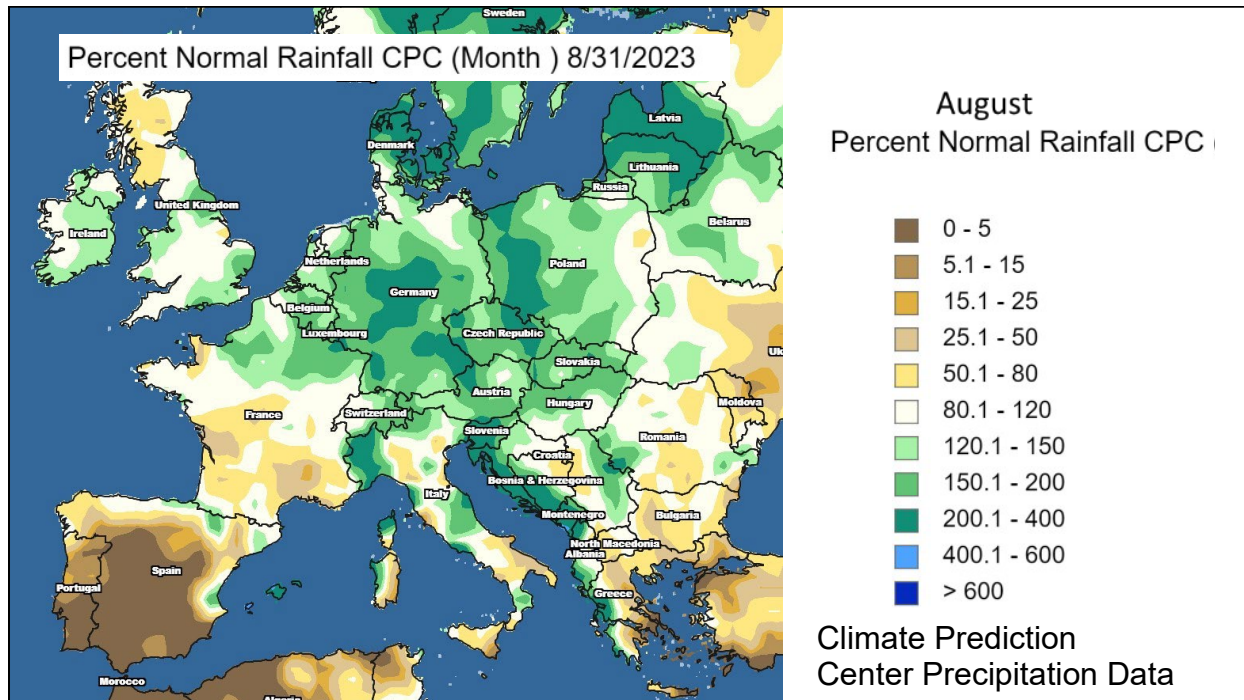 Sweden
Percent Normal Rainfall CPC (Month ) 8/31/2023
August
Percent Normal Rainfall CPC (
Latvia
Denmark
Lithuania
Russia
United Kingdom
Belarus
Ireland
Netherlands
Poland
Germany
Belgium
Luxembourg
Czech Republic
Slovakia
Uk
Austria
Hungary
Moldova
France
Switzerland
Slovenia
Romania
Croatia
Bosnia & Herzegovina
Italy
Montenegro
Bulgaria
North Macedonia
Albania
Spain
Portugal
Greece
Morocco
Algeria
0 - 5
5.1 - 15
15.1 - 25
25.1 - 50
50.1 - 80
80.1 - 120
120.1 - 150
150.1 - 200
200.1 - 400
400.1 - 600
> 600
Climate Prediction
Center Precipitation Data